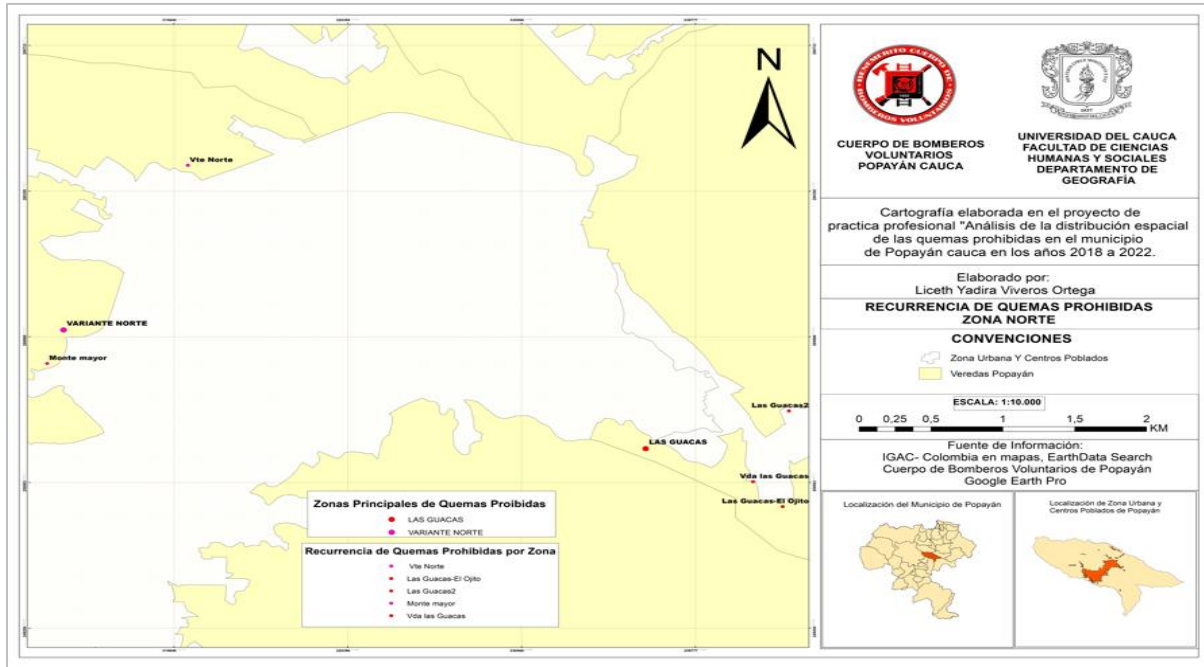 N
Vte Norte
VARIANTE NORTE
Monte mayor
Las Guacas2
LAS GUACAS
Vda las Guacas
Las Guacas-El Ojito
Zonas Principales de Quemas Proibidas
LAS GUACAS
VARIANTE NORTE
Recurrencia de Quemas Prohibidas por Zona
Vte Norte
Las Guacas-El Ojito
Las Guacas2
Monte mayor
Vda las Guacas
BENEMERITO CUERPO DE
BOMBEROS VOLUNTARIOS
CUERPO DE BOMBEROS
VOLUNTARIOS
POPAYÁN CAUCA
UNIVERSIDAD DEL CAUCA
FACULTAD DE CIENCIAS
HUMANAS Y SOCIALES
DEPARTAMENTO DE
GEOGRAFÍA
Cartografía elaborada en el proyecto de
practica profesional "Análisis de la distribución espacial
de las quemas prohibidas en el municipio
de Popayán cauca en los años 2018 a 2022.
Elaborado por:
Liceth Yadira Viveros Ortega
RECURRENCIA DE QUEMAS PROHIBIDAS
ZONA NORTE
CONVENCIONES
Zona Urbana Y Centros Poblados
Veredas Popayán
ESCALA: 1:10.000
0 0,25 0,5 1 1,5 2
KM
Fuente de Información:
IGAC- Colombia en mapas, EarthData Search
Cuerpo de Bomberos Voluntarios de Popayán
Google Earth Pro
Localización del Municipio de Popayán
Localización de Zona Urbana y
Centros Poblados de Popayán